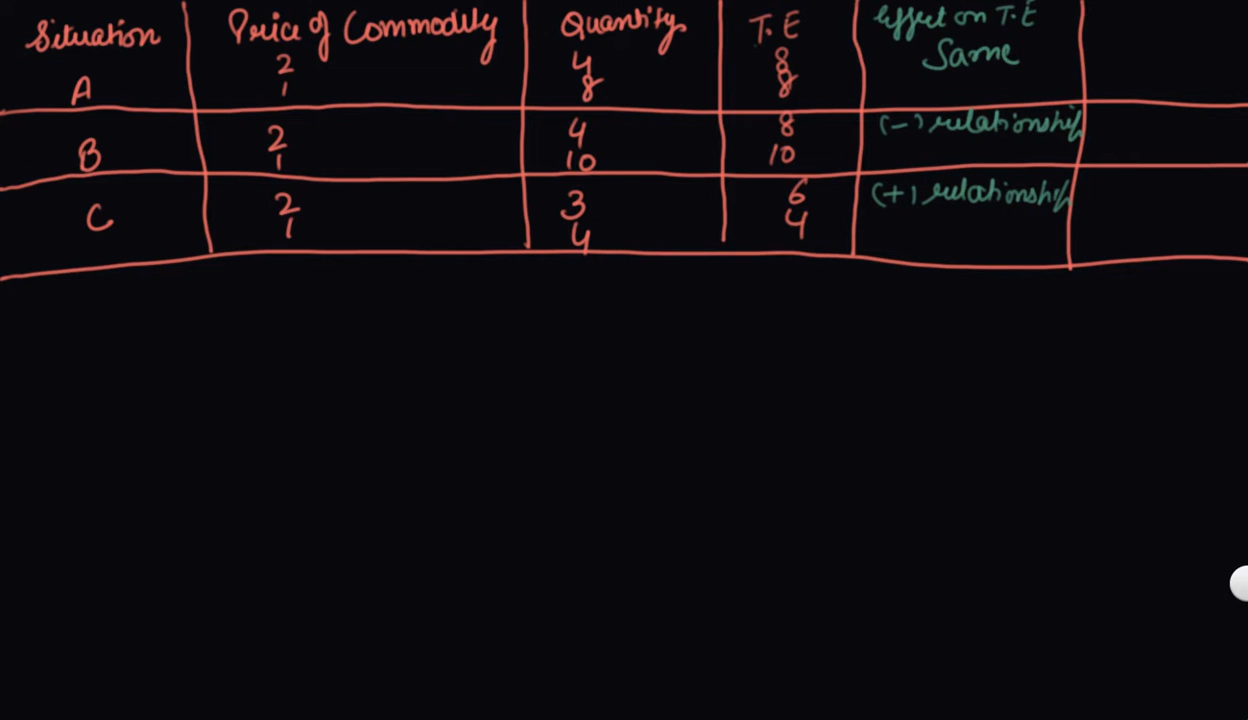 Situation Price of Commodity Quantity T.E effect on T.E
A 2 4 8 Same
1 8 8
B 2 4 8 (-) relationship
1 10 10
C 2 3 6 (+) relationship
1 4 4